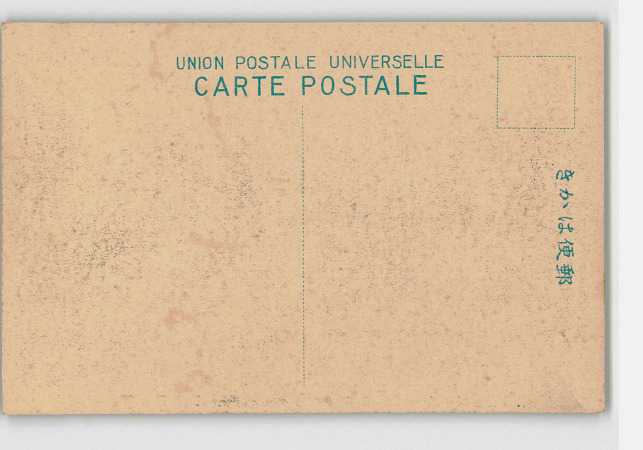 UNION POSTALE UNIVERSELLE
CARTE POSTALE
きかは便郵